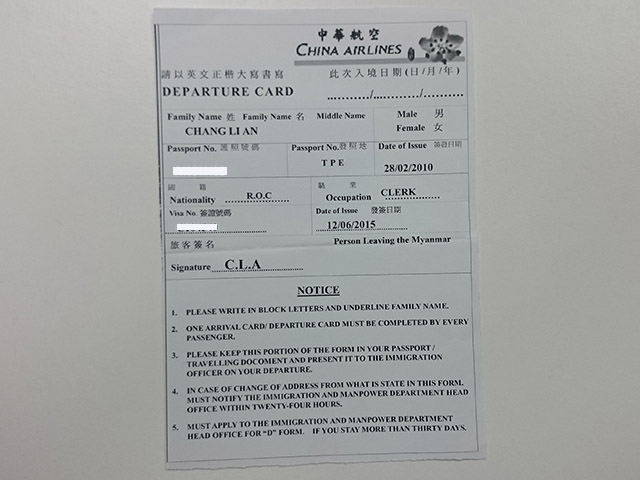 中華航空
CHINA AIRLINES
請以英文正楷大寫書寫 此次入境日期(日/月/年)
DEPARTURE CARD ........../............/..........
Family Name 姓 Family Name 名 Middle Name Male 男
CHANG LI AN Female 女
Passport No. 護照號碼 Passport No.發照地 Date of Issue 簽發日期
TPE 28/02/2010
國籍 職業
Nationality R.O.C Occupation CLERK
Visa No. 簽證號碼 Date of Issue 發簽日期
12/06/2015
旅客簽名 Person Leaving the Myanmar
Signature C.L.A
NOTICE
1. PLEASE WRITE IN BLOCK LETTERS AND UNDERLINE FAMILY NAME.
2. ONE ARRIVAL CARD/ DEPARTURE CARD MUST BE COMPLETED BY EVERY
PASSENGER.
3. PLEASE KEEP THIS PORTION OF THE FORM IN YOUR PASSPORT /
TRAVELLING DOCOMENT AND PRESENT IT TO THE IMMIGRATION
OFFICER ON YOUR DEPARTURE.
4. IN CASE OF CHANGE OF ADDRESS FROM WHAT IS STATE IN THIS FORM.
MUST NOTIFY THE IMMIGRATION AND MANPOWER DEPARTMENT HEAD
OFFICE WITHIN TWENTY-FOUR HOURS.
5. MUST APPLY TO THE IMMIGRATION AND MANPOWER DEPARTMENT
HEAD OFFICE FOR “D” FORM. IF YOU STAY MORE THAN THIRTY DAYS.